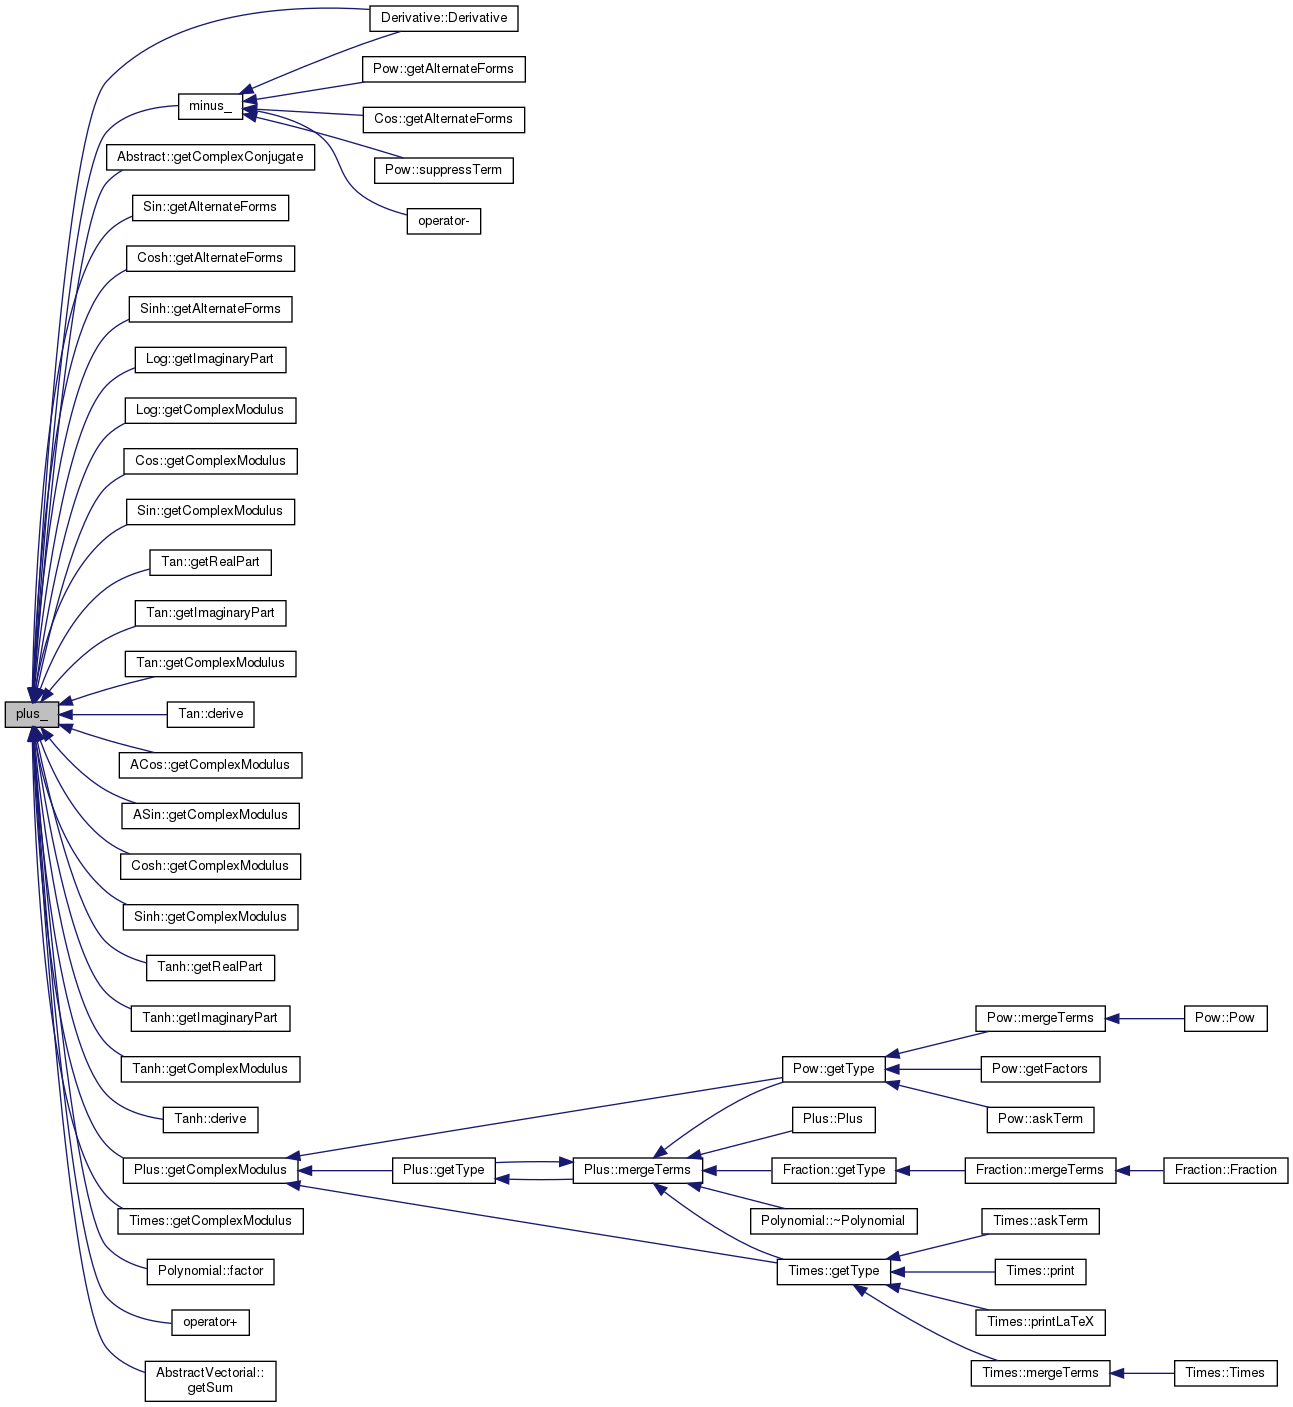 Derivative::Derivative
Pow::getAlternateForms
minus_
Cos::getAlternateForms
Abstract::getComplexConjugate
Pow::suppressTerm
Sin::getAlternateForms
operator-
Cosh::getAlternateForms
Sinh::getAlternateForms
Log::getImaginaryPart
Log::getComplexModulus
Cos::getComplexModulus
Sin::getComplexModulus
Tan::getRealPart
Tan::getImaginaryPart
Tan::getComplexModulus
plus_
Tan::derive
ACos::getComplexModulus
ASin::getComplexModulus
Cosh::getComplexModulus
Sinh::getComplexModulus
Tanh::getRealPart
Tanh::getImaginaryPart
Pow::mergeTerms
Pow::Pow
Tanh::getComplexModulus
Pow::getType
Pow::getFactors
Tanh::derive
Plus::Plus
Pow::askTerm
Plus::getComplexModulus
Plus::getType
Plus::mergeTerms
Fraction::getType
Fraction::mergeTerms
Fraction::Fraction
Times::getComplexModulus
Polynomial::~Polynomial
Times::askTerm
Polynomial::factor
Times::getType
Times::print
operator+
Times::printLaTeX
AbstractVectorial::
getSum
Times::mergeTerms
Times::Times